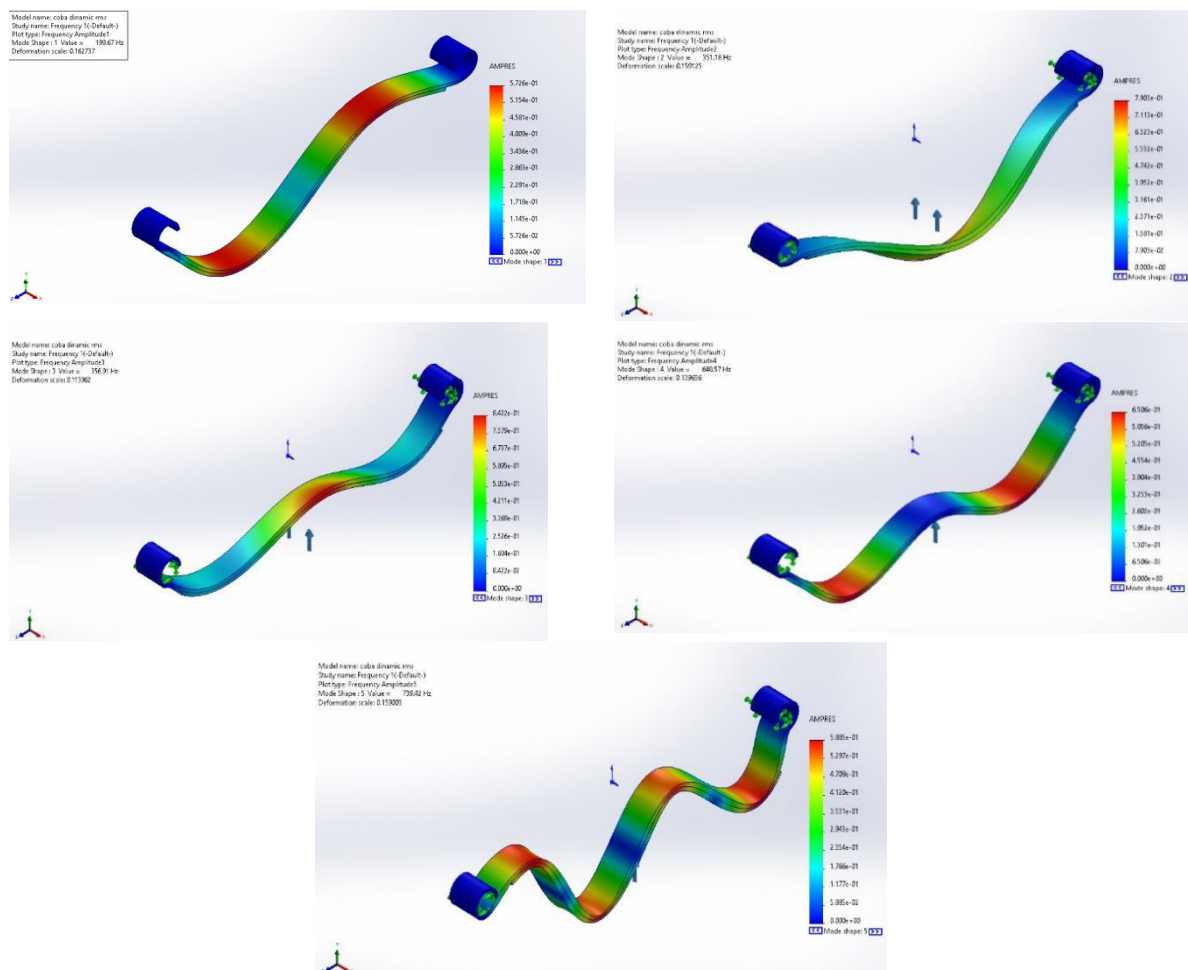 Model name: coba dinamic rms
Study name: Frequency 1(-Default-)
Plot type: Frequency Amplitude1
Mode Shape : 1 Value = 199.67 Hz
Deformation scale: 0.162737
AMPRES
5.726e-01
5.154e-01
4.581e-01
4.009e-01
3.436e-01
2.863e-01
2.291e-01
1.718e-01
1.145e-01
5.726e-02
0.000e+00
<< Mode shape: 1 >>
Model name: coba dinamic rms
Study name: Frequency 1(-Default-)
Plot type: Frequency Amplitude2
Mode Shape : 2 Value = 351.18 Hz
Deformation scale: 0.159125
AMPRES
7.903e-01
7.113e-01
6.323e-01
5.532e-01
4.742e-01
3.952e-01
3.161e-01
2.371e-01
1.581e-01
7.903e-02
0.000e+00
<< Mode shape: 2 >>
Model name: coba dinamic rms
Study name: Frequency 1(-Default-)
Plot type: Frequency Amplitude3
Mode Shape : 3 Value = 356.91 Hz
Deformation scale: 0.113962
AMPRES
8.422e-01
7.579e-01
6.737e-01
5.895e-01
5.053e-01
4.211e-01
3.369e-01
2.526e-01
1.684e-01
8.422e-02
0.000e+00
<< Mode shape: 3 >>
Model name: coba dinamic rms
Study name: Frequency 1(-Default-)
Plot type: Frequency Amplitude4
Mode Shape : 4 Value = Hz
Deformation scale: 0.139636
AMPRES
6.506e-01
5.205e-01
4.554e-01
3.904e-01
3.253e-01
2.602e-01
1.952e-01
1.301e-01
6.506e-02
0.000e+00
<< Mode shape: 4 >>
Model name: coba dinamic rms
Study name: Frequency 1(-Default-)
Plot type: Frequency Amplitude5
Mode Shape : 5 Value = 739.42 Hz
Deformation scale: 0.159009
AMPRES
5.885e-01
5.297e-01
4.708e-01
4.120e-01
3.531e-01
2.943e-01
2.354e-01
1.766e-01
1.177e-01
5.885e-02
0.000e+00
<< Mode shape: 5 >>